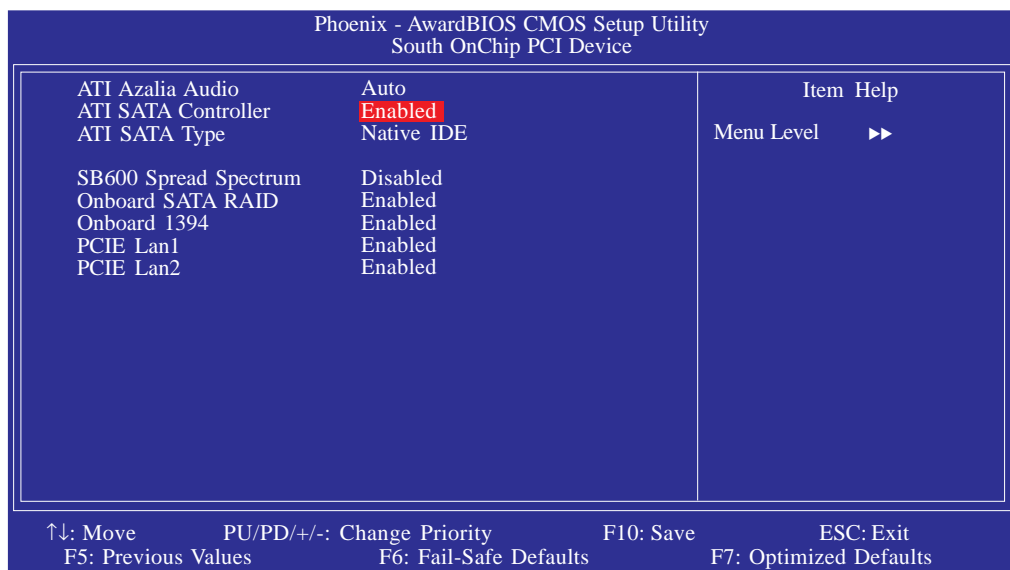 Phoenix - AwardBIOS CMOS Setup Utility
South OnChip PCI Device
ATI Azalia Audio Auto
ATI SATA Controller Enabled
ATI SATA Type Native IDE
SB600 Spread Spectrum Disabled
Onboard SATA RAID Enabled
Onboard 1394 Enabled
PCIE Lan1 Enabled
PCIE Lan2 Enabled
Item Help
Menu Level ▶▶
↑↓: Move PU/PD/+/-: Change Priority F10: Save ESC: Exit
F5: Previous Values F6: Fail-Safe Defaults F7: Optimized Defaults